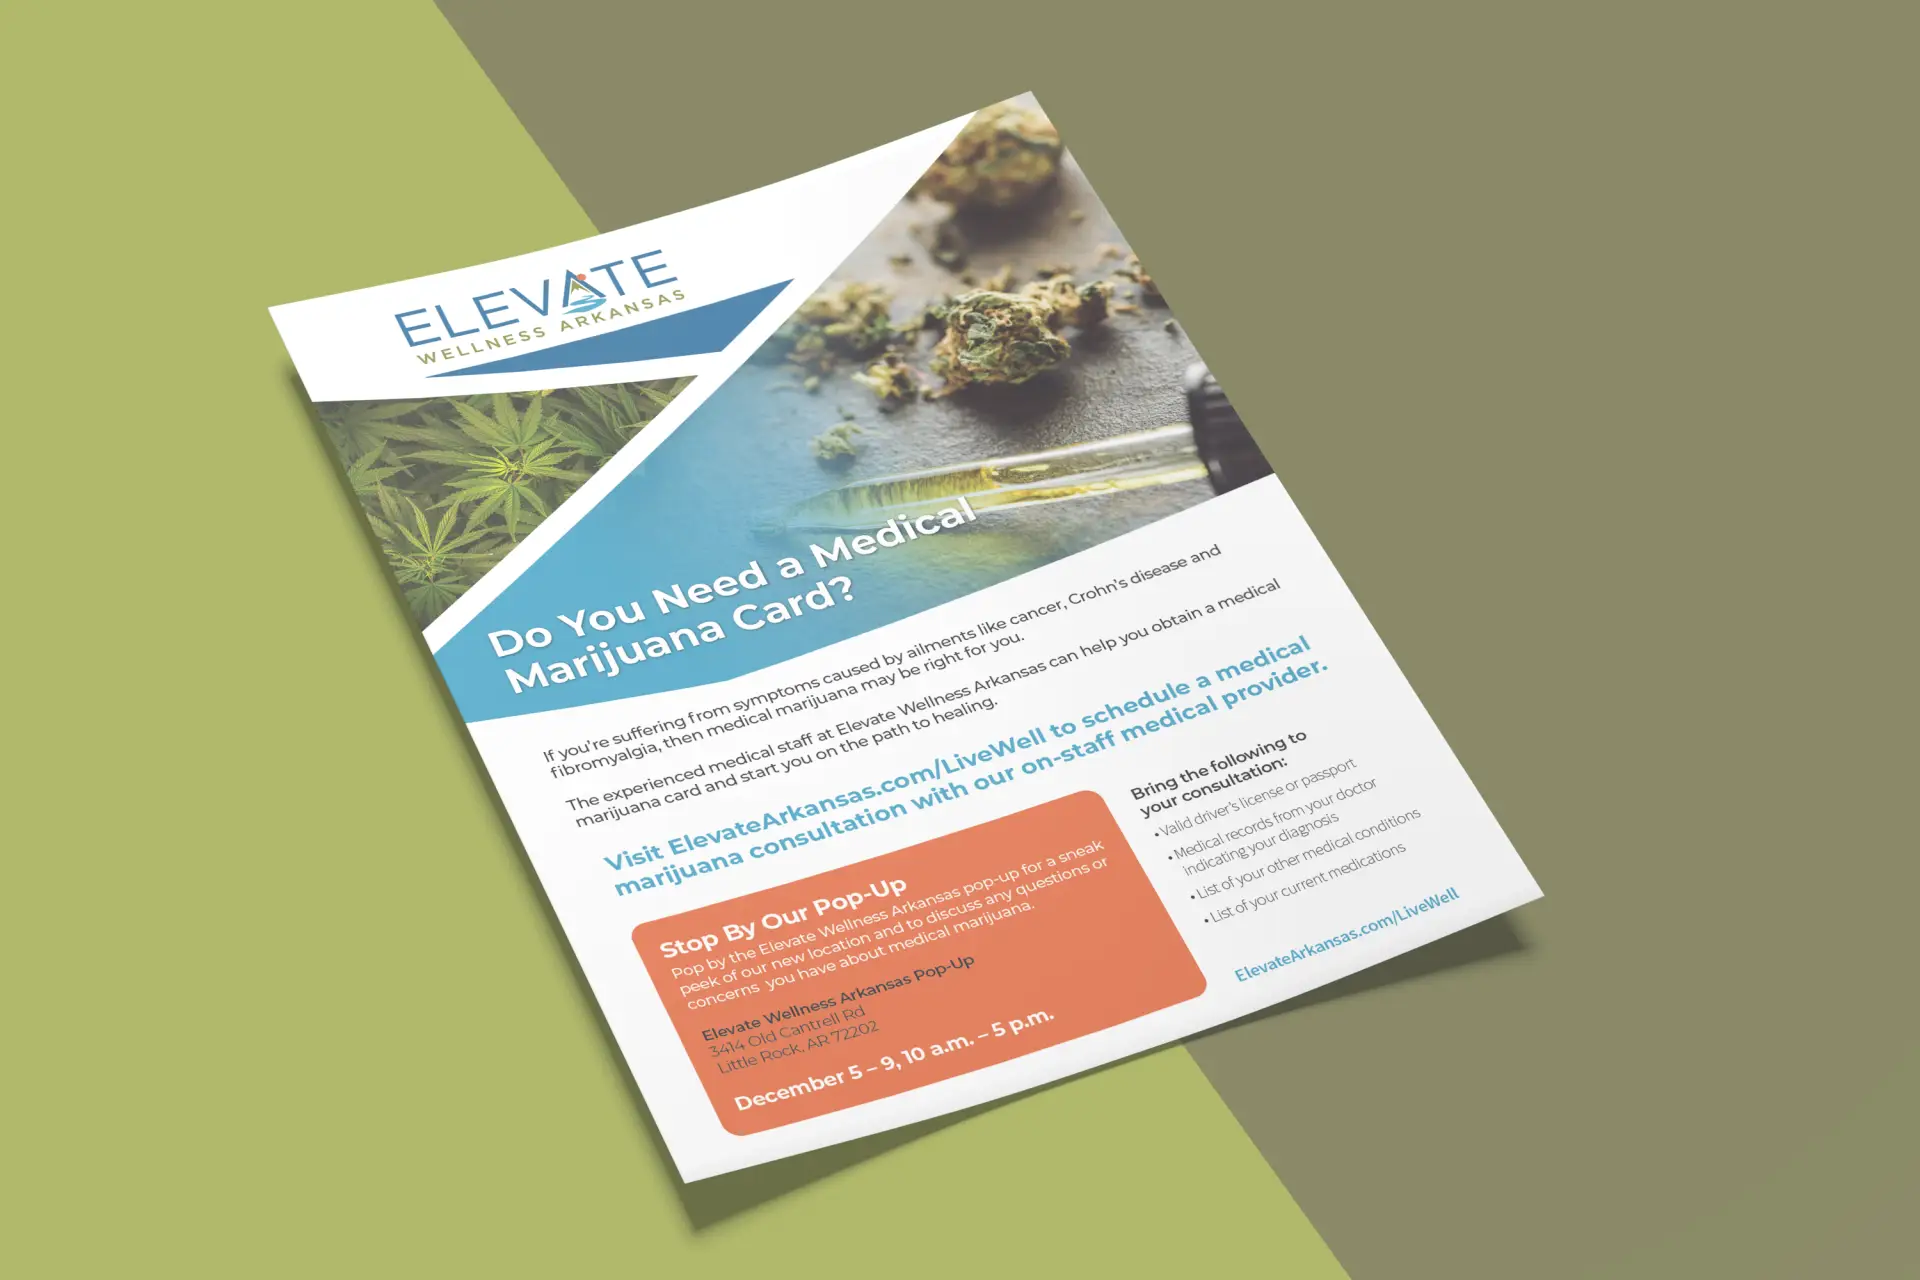 ELEVATE
WELLNESS ARKANSAS
Do You Need a Medical
Marijuana Card?
If you're suffering from symptoms caused by ailments like cancer, Crohn's disease and
fibromyalgia, then medical marijuana may be right for you.
The experienced medical staff at Elevate Wellness Arkansas can help you obtain a medical
marijuana card and start you on the path to healing.
Visit ElevateArkansas.com/LiveWell to schedule a medical
marijuana consultation with our on-staff medical provider.
Stop By Our Pop-Up
Pop by the Elevate Wellness Arkansas pop-up for a sneak
peek of our new location and to discuss any questions or
concerns you have about medical marijuana.
Elevate Wellness Arkansas Pop-Up
3414 Old Cantrell Rd
Little Rock, AR 72202
December 5 – 9, 10 a.m. – 5 p.m.
Bring the following to
your consultation:
• Valid driver's license or passport
• Medical records from your doctor
indicating your diagnosis
• List of your other medical conditions
• List of your current medications
ElevateArkansas.com/LiveWell